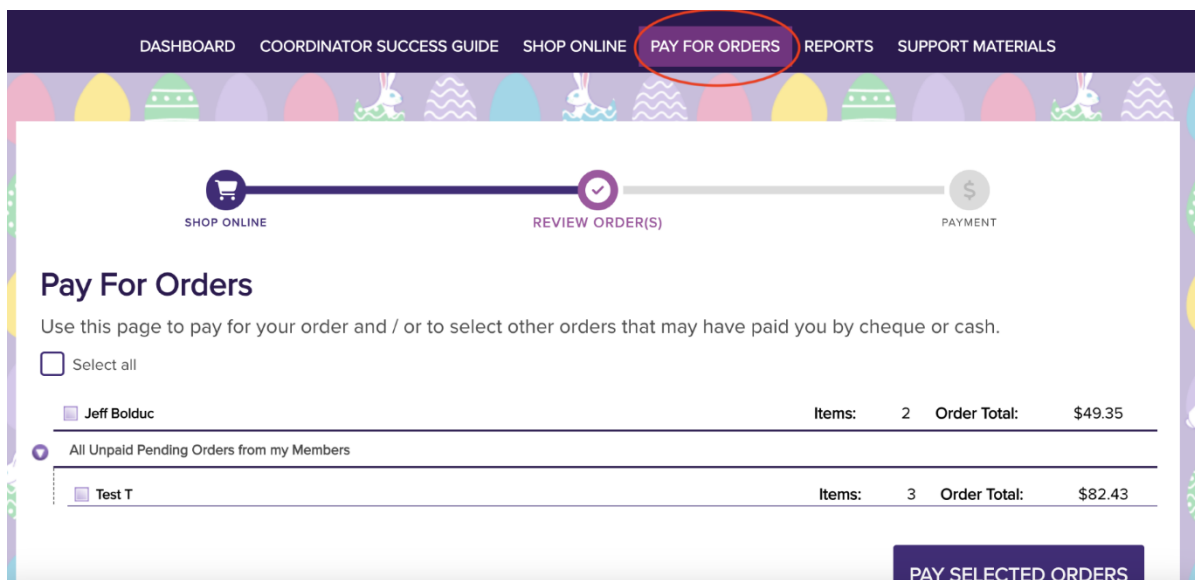 DASHBOARD COORDINATOR SUCCESS GUIDE SHOP ONLINE PAY FOR ORDERS REPORTS SUPPORT MATERIALS
SHOP ONLINE REVIEW ORDER(S) PAYMENT
Pay For Orders
Use this page to pay for your order and / or to select other orders that may have paid you by cheque or cash.
Select all
Jeff Bolduc Items: 2 Order Total: $49.35
All Unpaid Pending Orders from my Members
Test T Items: 3 Order Total: $82.43
PAY SELECTED ORDERS